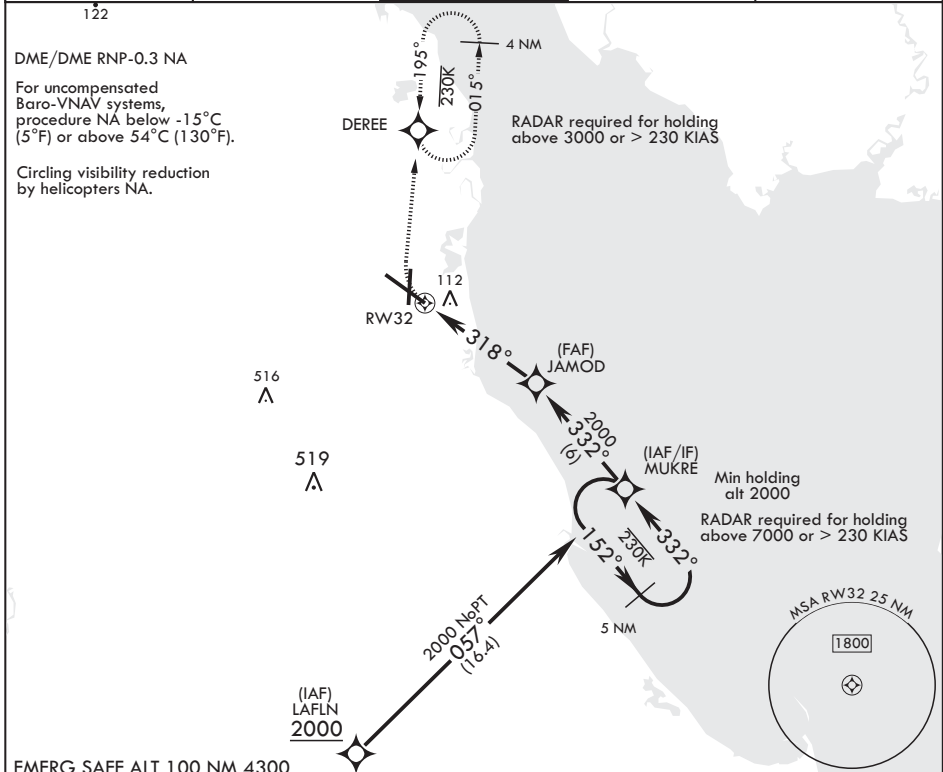 122
DME/DME RNP-0.3 NA
For uncompensated
Baro-VNAV systems,
procedure NA below -15°C
(5°F) or above 54°C (130°F).
Circling visibility reduction
by helicopters NA.
4 NM
195°
230K
015°
DEREE
RADAR required for holding
above 3000 or > 230 KIAS
112
RW32
318°
(FAF)
JAMOD
516
2000
332°
(6)
519
(IAF/IF)
MUKRE
Min holding
alt 2000
RADAR required for holding
above 7000 or > 230 KIAS
152°
230K
332°
5 NM
MSA RW32 25 NM
1800
2000 NoPT
057°
(16.4)
(IAF)
LAFLN
2000
EMERG SAFE ALT 100 NM 4300